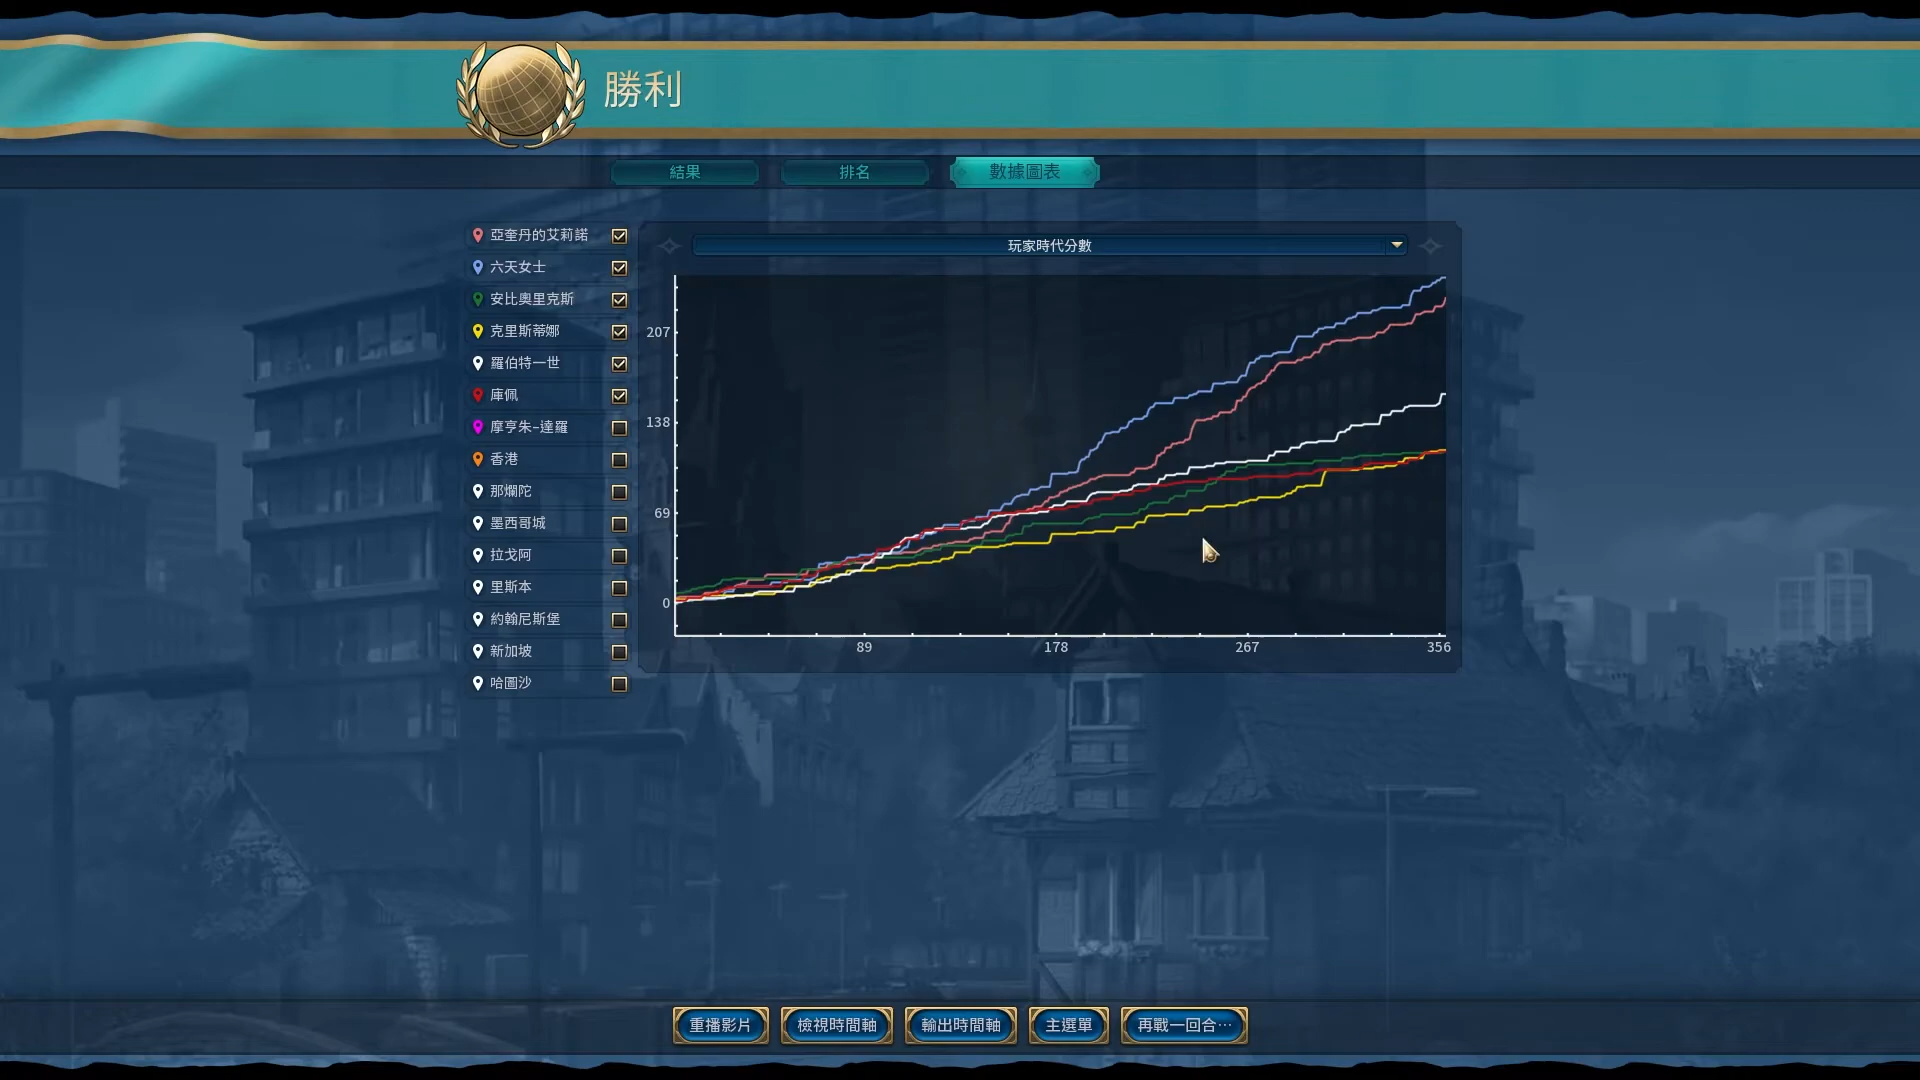 勝利
結果
排名
數據圖表
亞奎丹的艾莉諾
六天女士
安比奧里克斯
克里斯蒂娜
羅伯特一世
庫佩
摩亨朱-達羅
香港
那爛陀
墨西哥城
拉戈阿
里斯本
約翰尼斯堡
新加坡
哈圖沙
玩家時代分數
207
138
69
0
89
178
267
356
重播影片
檢視時間軸
輸出時間軸
主選單
再戰一回合…